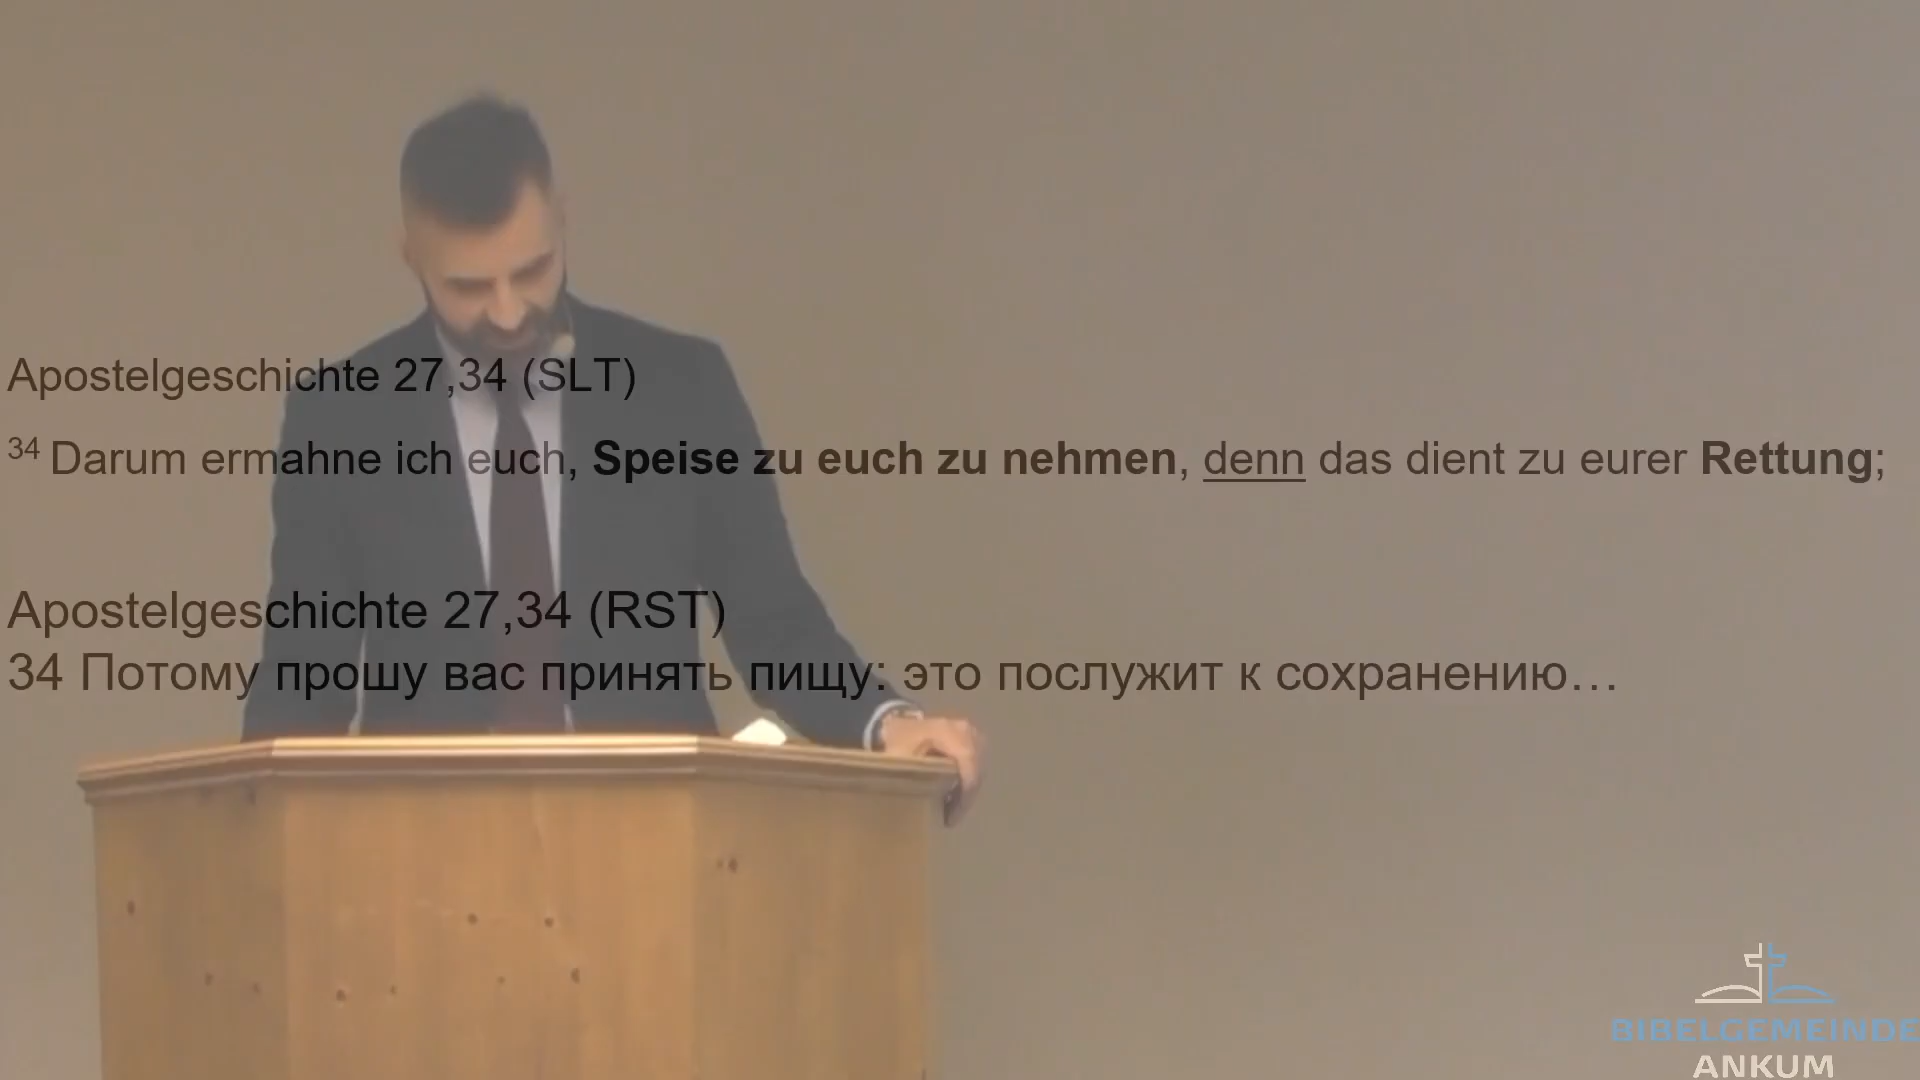 Apostelgeschichte 27,34 (SLT)
34 Darum ermahne ich euch, Speise zu euch zu nehmen, denn das dient zu eurer Rettung;
Apostelgeschichte 27,34 (RST)
34 Потому прошу вас принять пищу: это послужит к сохранению…
BIBELGEMEINDE
ANKUM